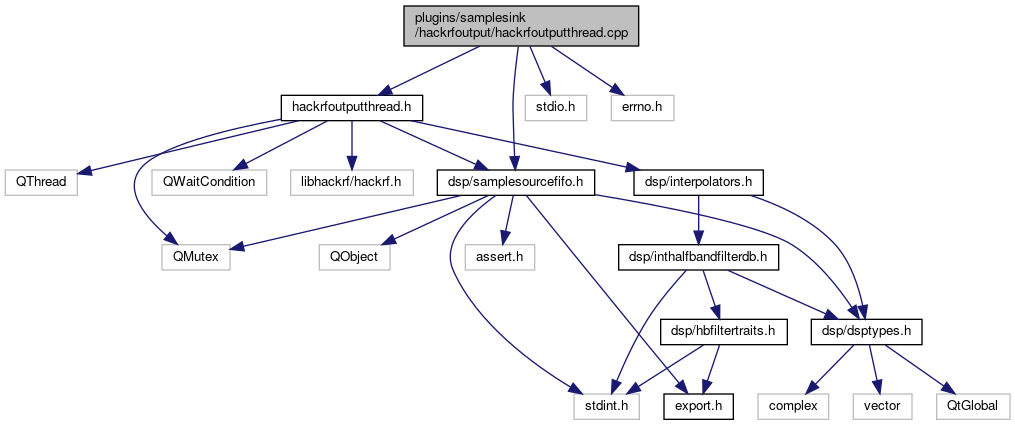 plugins/samplesink
/hackrfoutput/hackrfoutputthread.cpp
hackrfoutputthread.h
stdio.h
errno.h
QThread
QWaitCondition
libhackrf/hackrf.h
dsp/samplesourcefifo.h
dsp/interpolators.h
QMutex
QObject
assert.h
dsp/inthalfbandfilterdb.h
dsp/hbfiltertraits.h
dsp/dsptypes.h
stdint.h
export.h
complex
vector
QtGlobal